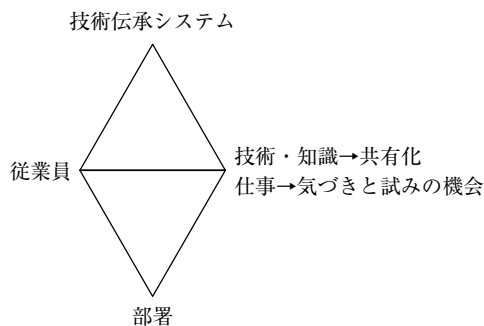 技術伝承システム
従業員
技術・知識→共有化
仕事→気づきと試みの機会
部署